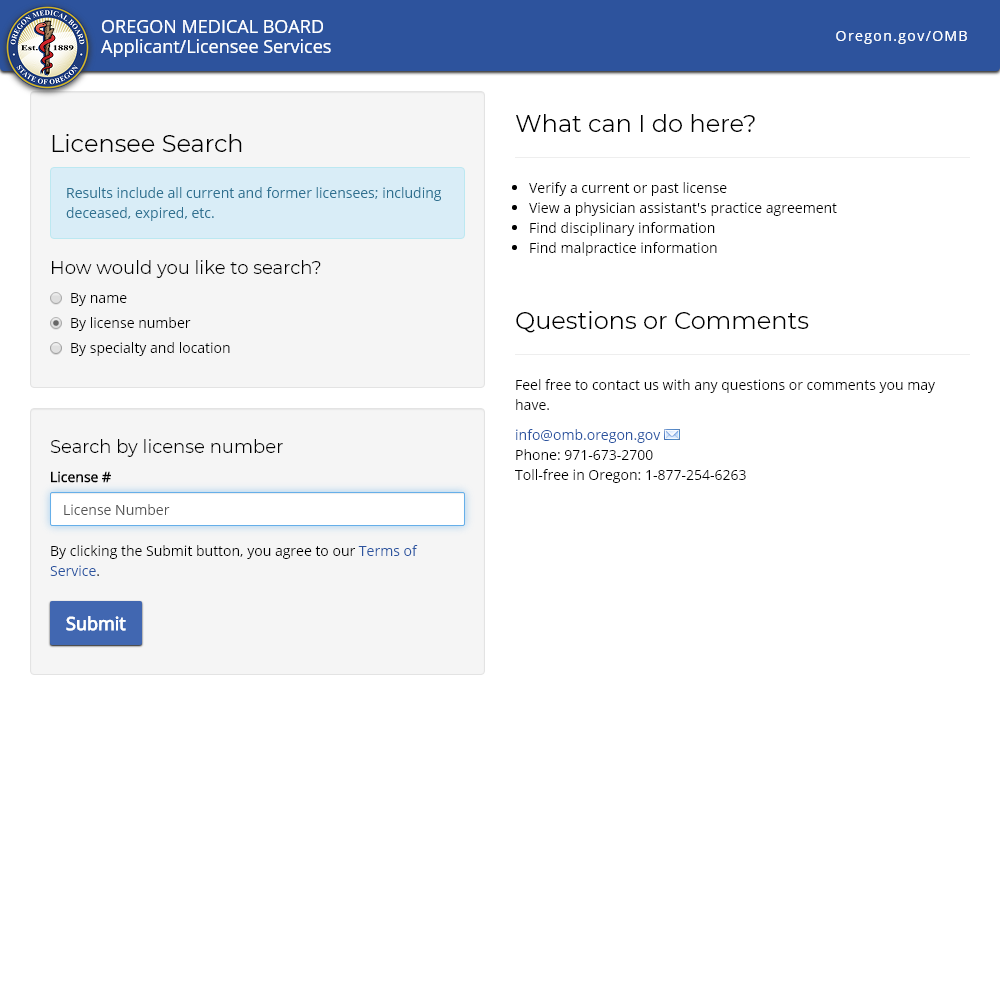 OREGON MEDICAL BOARD
Est. 1889
STATE OF OREGON
OREGON MEDICAL BOARD
Applicant/Licensee Services
Oregon.gov/OMB
Licensee Search
Results include all current and former licensees; including
deceased, expired, etc.
How would you like to search?
By name
By license number
By specialty and location
Search by license number
License #
License Number
By clicking the Submit button, you agree to our Terms of
Service.
Submit
What can I do here?
Verify a current or past license
View a physician assistant's practice agreement
Find disciplinary information
Find malpractice information
Questions or Comments
Feel free to contact us with any questions or comments you may
have.
info@omb.oregon.gov
Phone: 971-673-2700
Toll-free in Oregon: 1-877-254-6263